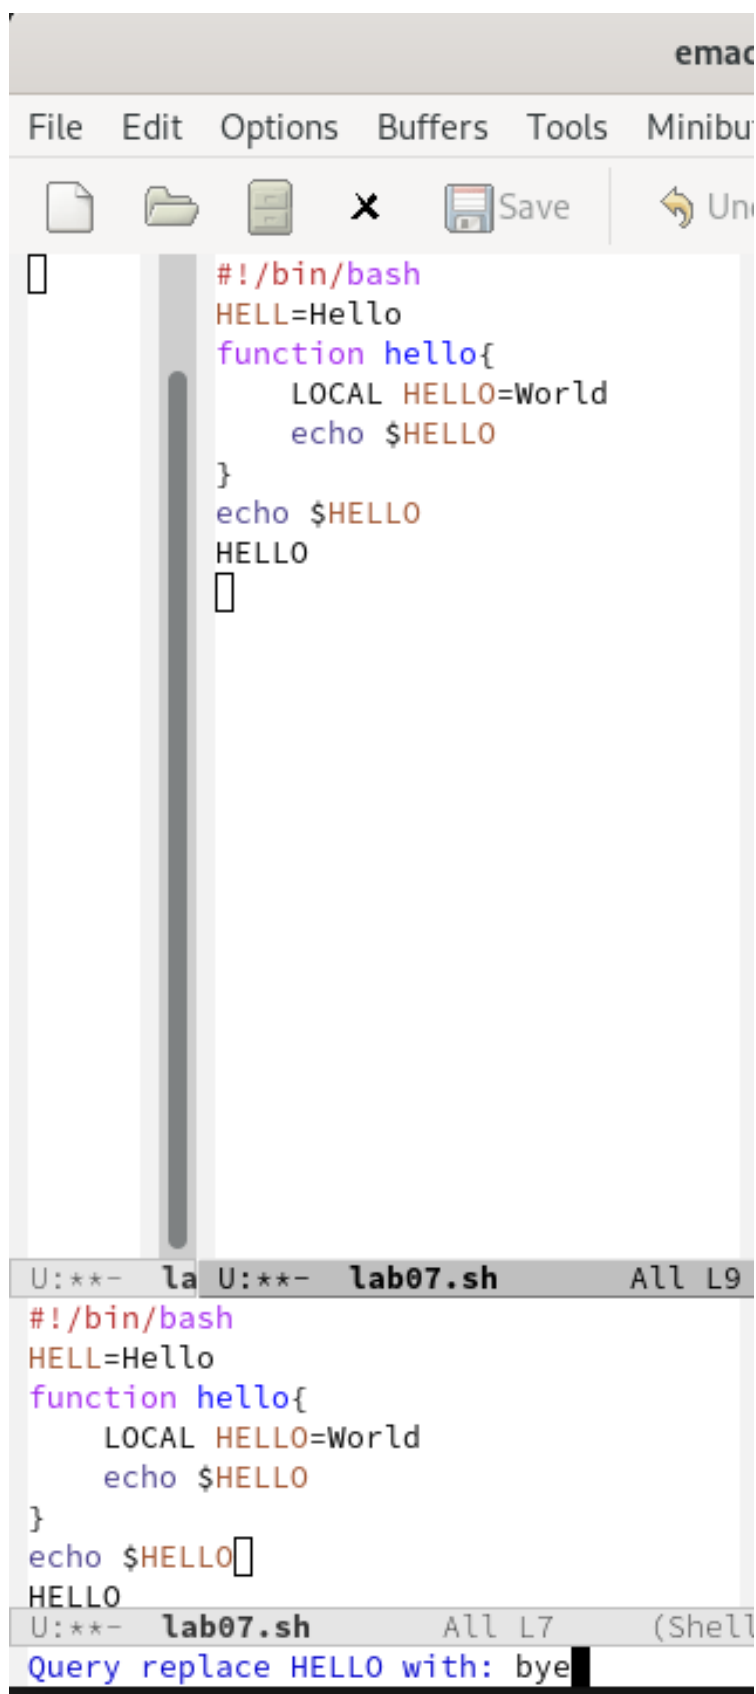 emac
File Edit Options Buffers Tools Minibu
Save Und
#!/bin/bash
HELL=Hello
function hello{
    LOCAL HELLO=World
    echo $HELLO
}
echo $HELLO
HELLO
U:**- la U:**- lab07.sh All L9
#!/bin/bash
HELL=Hello
function hello{
    LOCAL HELLO=World
    echo $HELLO
}
echo $HELLO
HELLO
U:**- lab07.sh All L7 (Shell
Query replace HELLO with: bye